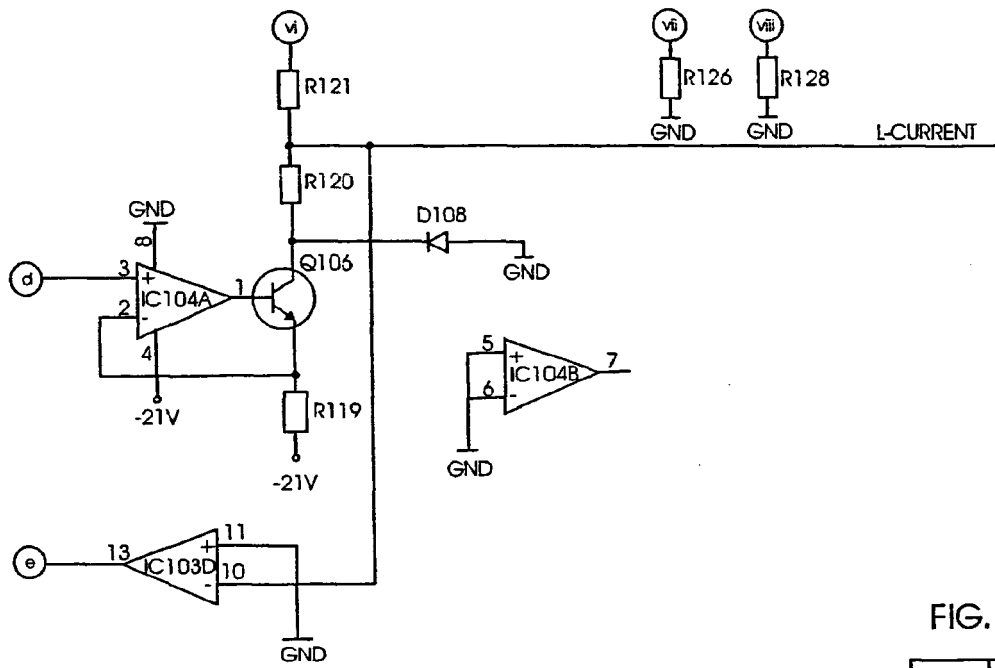 vi
vii
viii
R121
R126
R128
GND
GND
L-CURRENT
R120
GND
D108
8
Q106
GND
d
3
+
IC104A
1
2
-
4
5
+
IC104B
7
6
-
-21V
R119
GND
-21V
11
+
13
IC103D
e
10
-
GND
FIG.